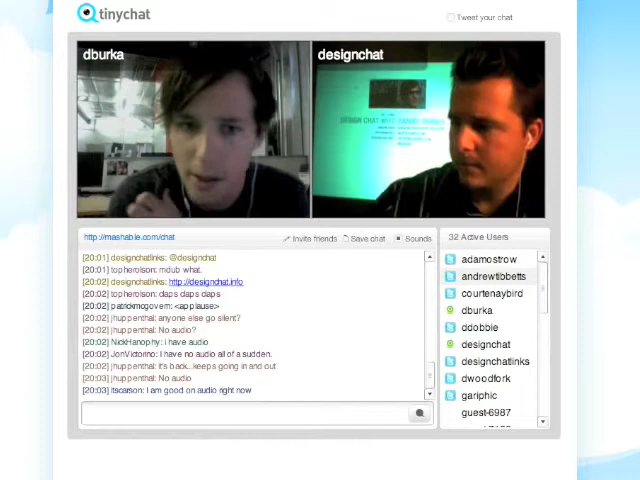 tinychat
Tweet your chat
dburka
designchat
http://mashable.com/chat
Invite friends
Save chat
Sounds
32 Active Users
[20:01] designchatlinks: @designchat
[20:01] topherolson: mdub what.
[20:02] designchatlinks: http://designchat.info
[20:02] topherolson: daps daps daps
[20:02] patrickmcgovern: <applause>
[20:02] jhuppenthal: anyone else go silent?
[20:02] jhuppenthal: No audio?
[20:02] NickHanophy: i have audio
[20:02] JonVictorino: I have no audio all of a sudden.
[20:02] jhuppenthal: it's back...keeps going in and out
[20:03] jhuppenthal: No audio
[20:03] itscarson: I am good on audio right now
adamostrow
andrewtibbetts
courtenaybird
dburka
ddobbie
designchat
designchatlinks
dwoodfork
gariphic
guest-6987